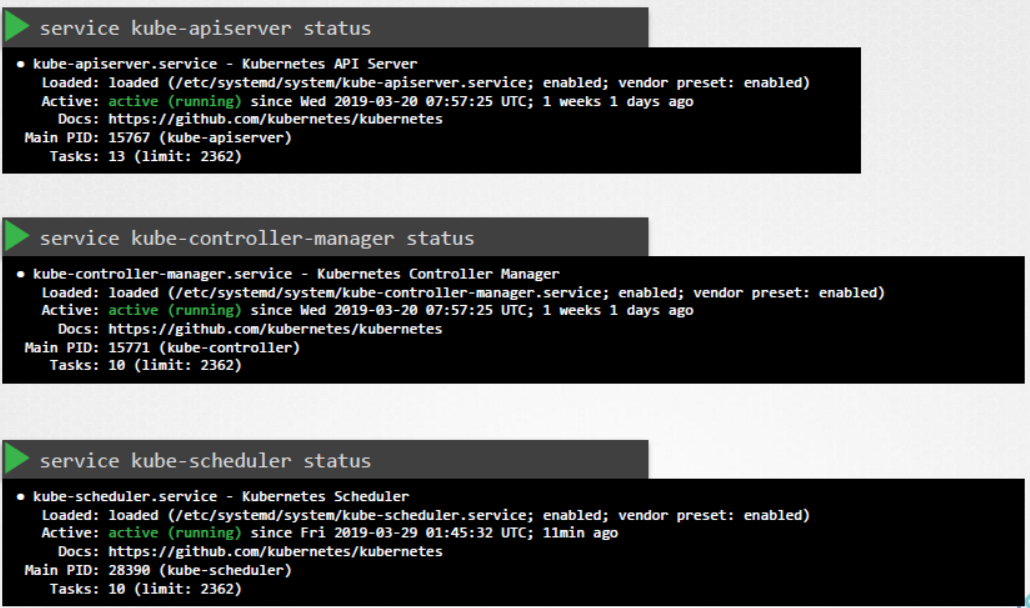 service kube-apiserver status
● kube-apiserver.service - Kubernetes API Server
Loaded: loaded (/etc/systemd/system/kube-apiserver.service; enabled; vendor preset: enabled)
Active: active (running) since Wed 2019-03-20 07:57:25 UTC; 1 weeks 1 days ago
Docs: https://github.com/kubernetes/kubernetes
Main PID: 15767 (kube-apiserver)
Tasks: 13 (limit: 2362)
service kube-controller-manager status
● kube-controller-manager.service - Kubernetes Controller Manager
Loaded: loaded (/etc/systemd/system/kube-controller-manager.service; enabled; vendor preset: enabled)
Active: active (running) since Wed 2019-03-20 07:57:25 UTC; 1 weeks 1 days ago
Docs: https://github.com/kubernetes/kubernetes
Main PID: 15771 (kube-controller)
Tasks: 10 (limit: 2362)
service kube-scheduler status
● kube-scheduler.service - Kubernetes Scheduler
Loaded: loaded (/etc/systemd/system/kube-scheduler.service; enabled; vendor preset: enabled)
Active: active (running) since Fri 2019-03-29 01:45:32 UTC; 11min ago
Docs: https://github.com/kubernetes/kubernetes
Main PID: 28390 (kube-scheduler)
Tasks: 10 (limit: 2362)